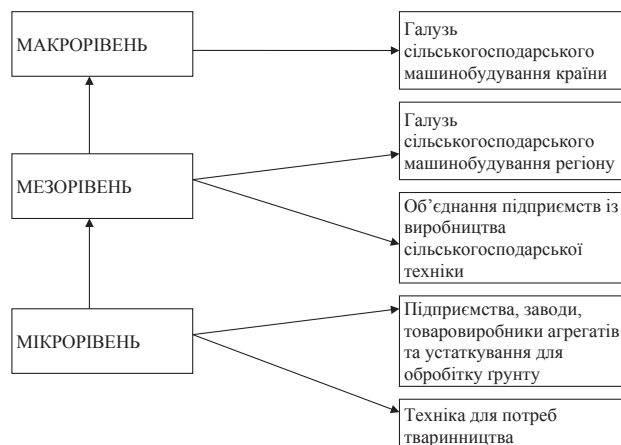 МАКРОРІВЕНЬ
Галузь
сільськогосподарського
машинобудування країни
МЕЗОРІВЕНЬ
Галузь
сільськогосподарського
машинобудування регіону
Об’єднання підприємств із
виробництва
сільськогосподарської
техніки
МІКРОРІВЕНЬ
Підприємства, заводи,
товаровиробники агрегатів
та устаткування для
обробітку ґрунту
Техніка для потреб
тваринництва